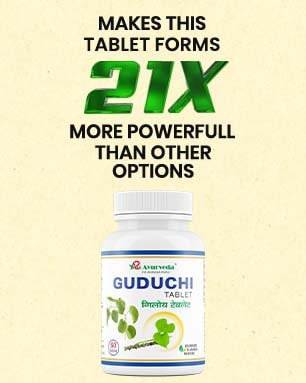 MAKES THIS
TABLET FORMS
21X
MORE POWERFULL
THAN OTHER
OPTIONS
Ayurveda
GUDUCHI
TABLET
गिलोय टेबलेट